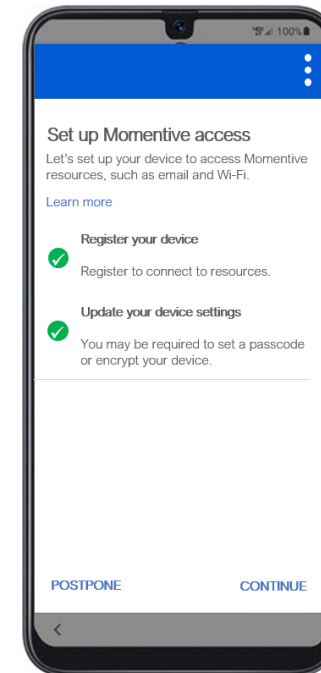 100%
Set up Momentive access
Let's set up your device to access Momentive
resources, such as email and Wi-Fi.
Learn more
Register your device
Register to connect to resources.
Update your device settings
You may be required to set a passcode
or encrypt your device.
POSTPONE
CONTINUE